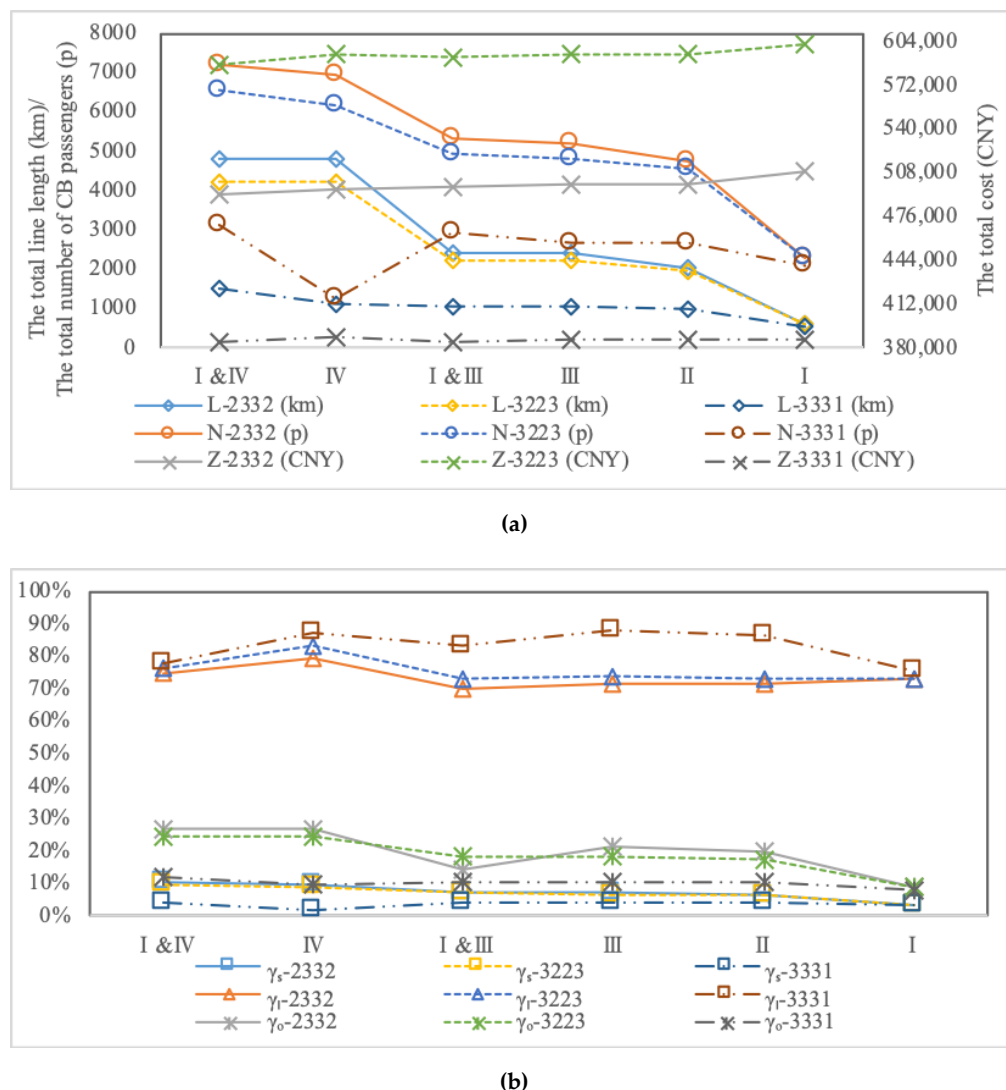 The total line length (km)/
The total number of CB passengers (p)
8000
7000
6000
5000
4000
3000
2000
1000
0
604,000
572,000
540,000
508,000
476,000
444,000
412,000
380,000
The total cost (CNY)
I &IV IV I &III III II I
L-2332 (km) L-3223 (km) L-3331 (km)
N-2332 (p) N-3223 (p) N-3331 (p)
Z-2332 (CNY) Z-3223 (CNY) Z-3331 (CNY)
(a)
100%
90%
80%
70%
60%
50%
40%
30%
20%
10%
0%
I &IV IV I &III III II I
γs-2332 γs-3223 γs-3331
γl-2332 γl-3223 γl-3331
γo-2332 γo-3223 γo-3331
(b)